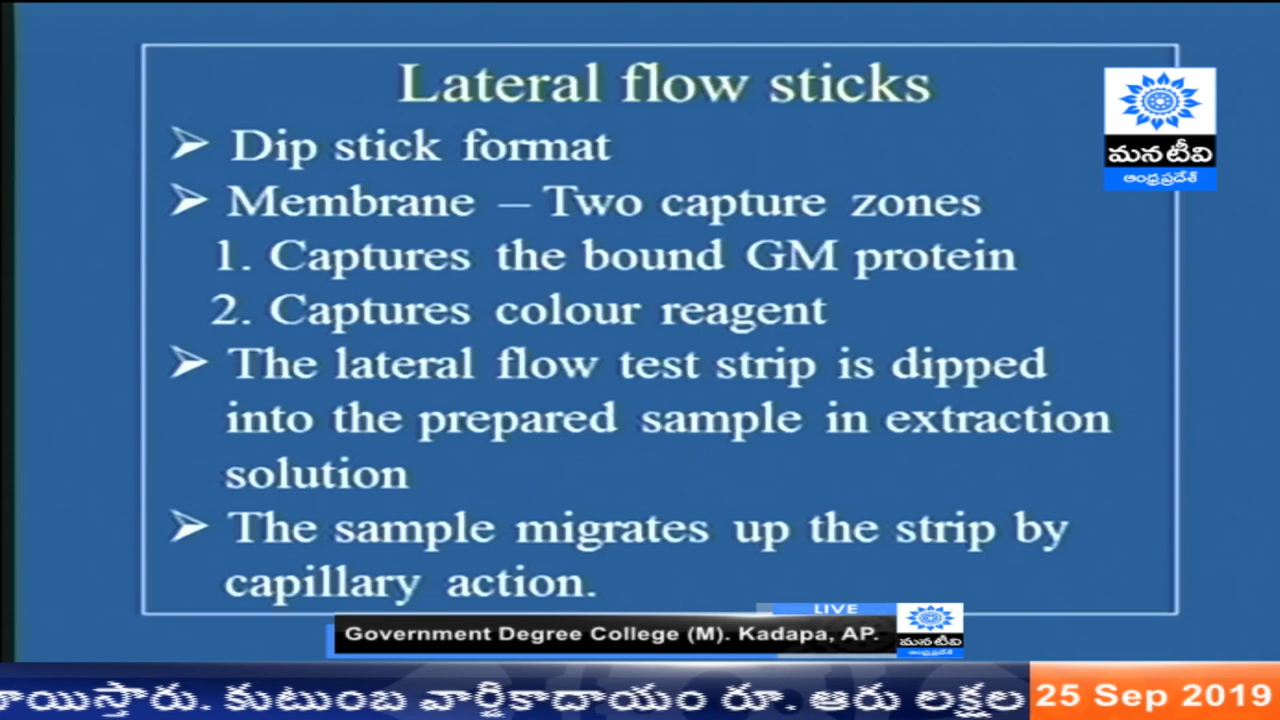 Lateral flow sticks
➢ Dip stick format
మన టీవి
ఆంధ్రప్రదేశ్
➢ Membrane – Two capture zones
1. Captures the bound GM protein
2. Captures colour reagent
➢ The lateral flow test strip is dipped
into the prepared sample in extraction
solution
➢ The sample migrates up the strip by
capillary action.
LIVE
Government Degree College (M). Kadapa, AP.
మన టీవి
ఆంధ్రప్రదేశ్
కుటుంబ వార్షికాదాయం రూ. ఆరు లక్షల
25 Sep 2019